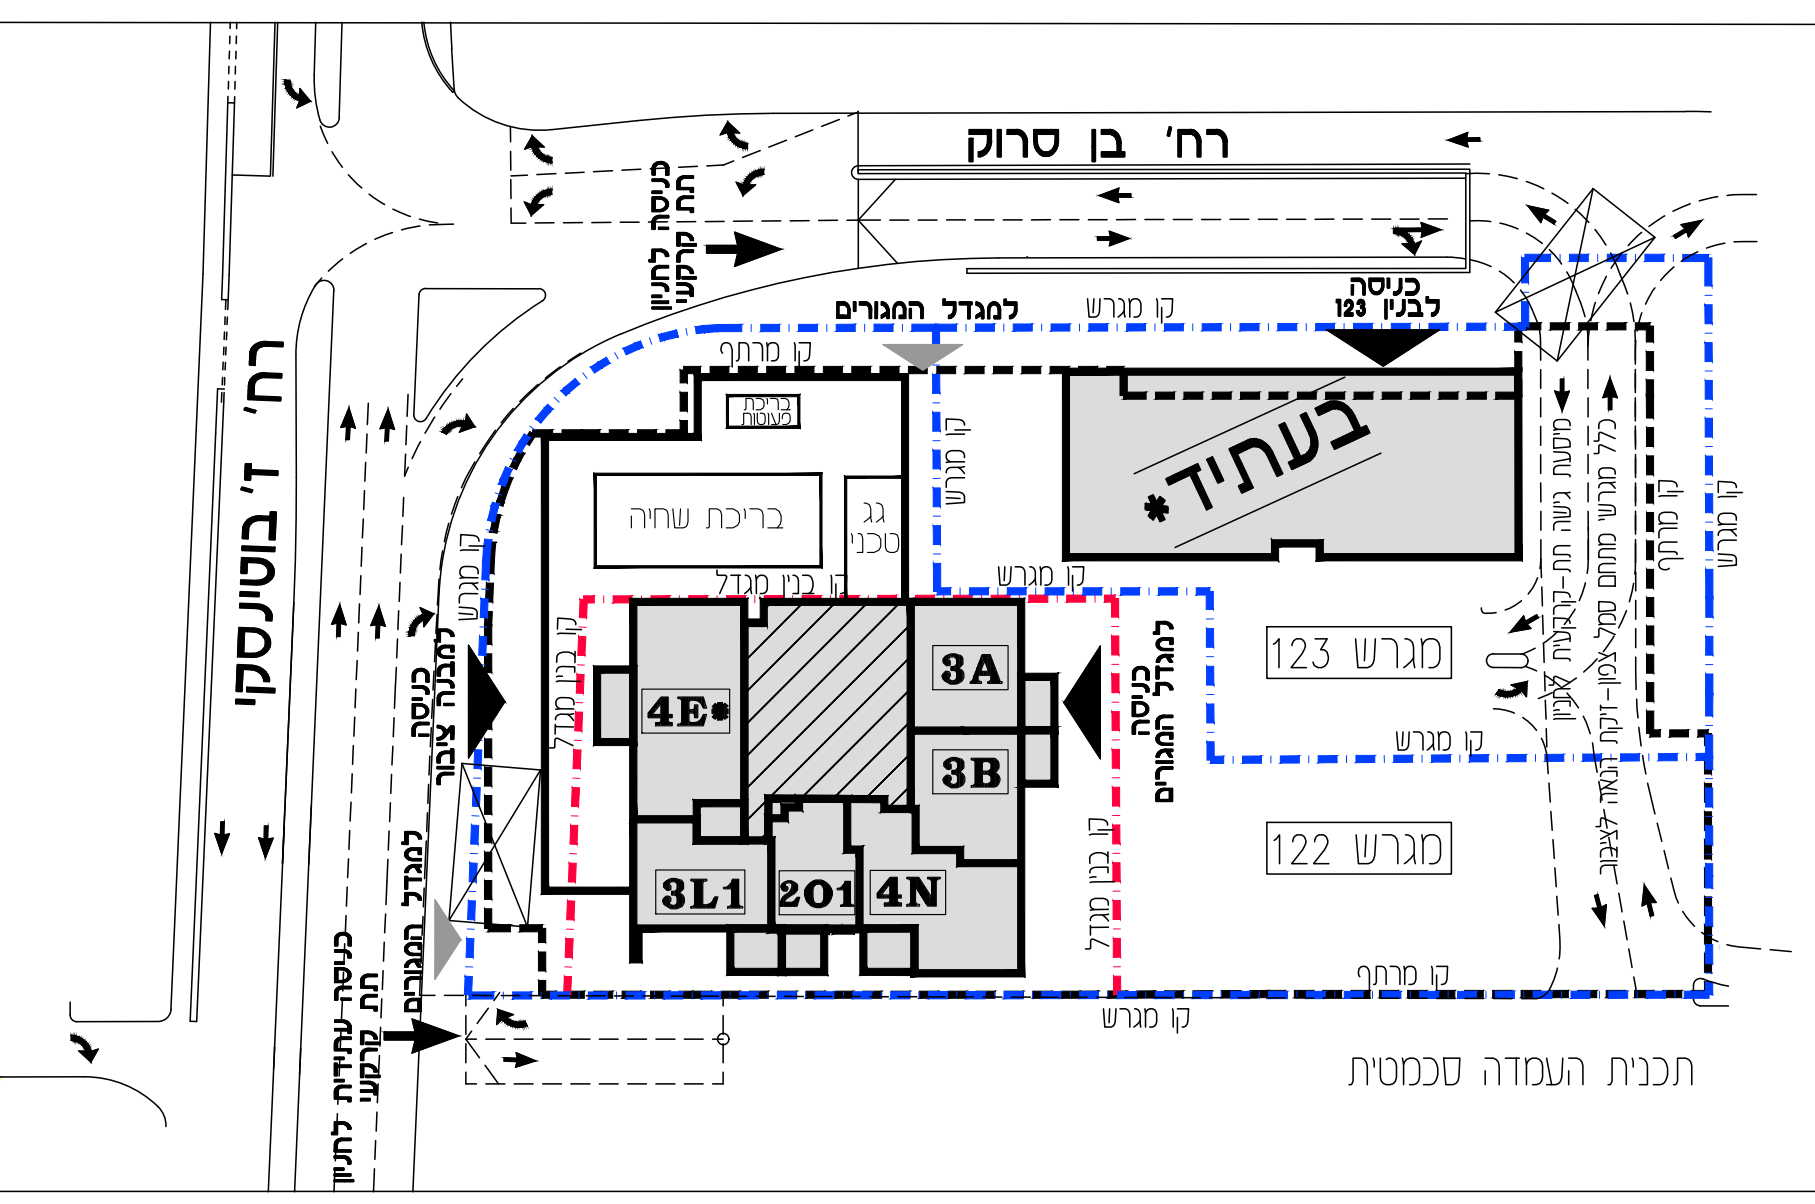 רח' בן סרוק
כניסה לחניון
תת קרקעי
למגדל המגורים
קו מגרש
כניסה
לבנין 123
קו מרתף
רח' ז' בוטינסקי
בריכת
פעוטות
בריכת שחיה
גג
טכני
קו מגרש
בעתיד*
קו מרתף
קו מגרש
קו מגרש
קו בנין מגדל
קו מגרש
קו בנין מגדל
כניסה
למבנה ציבור
4E*
3A
3B
3L1
2O1
4N
כניסה
למגדל המגורים
מגרש 123
קו מגרש
מגרש 122
קו בנין מגדל
למגדל המגורים
כניסה עתידית לחניון
תת קרקעי
קו מרתף
קו מגרש
תכנית העמדה סכמטית